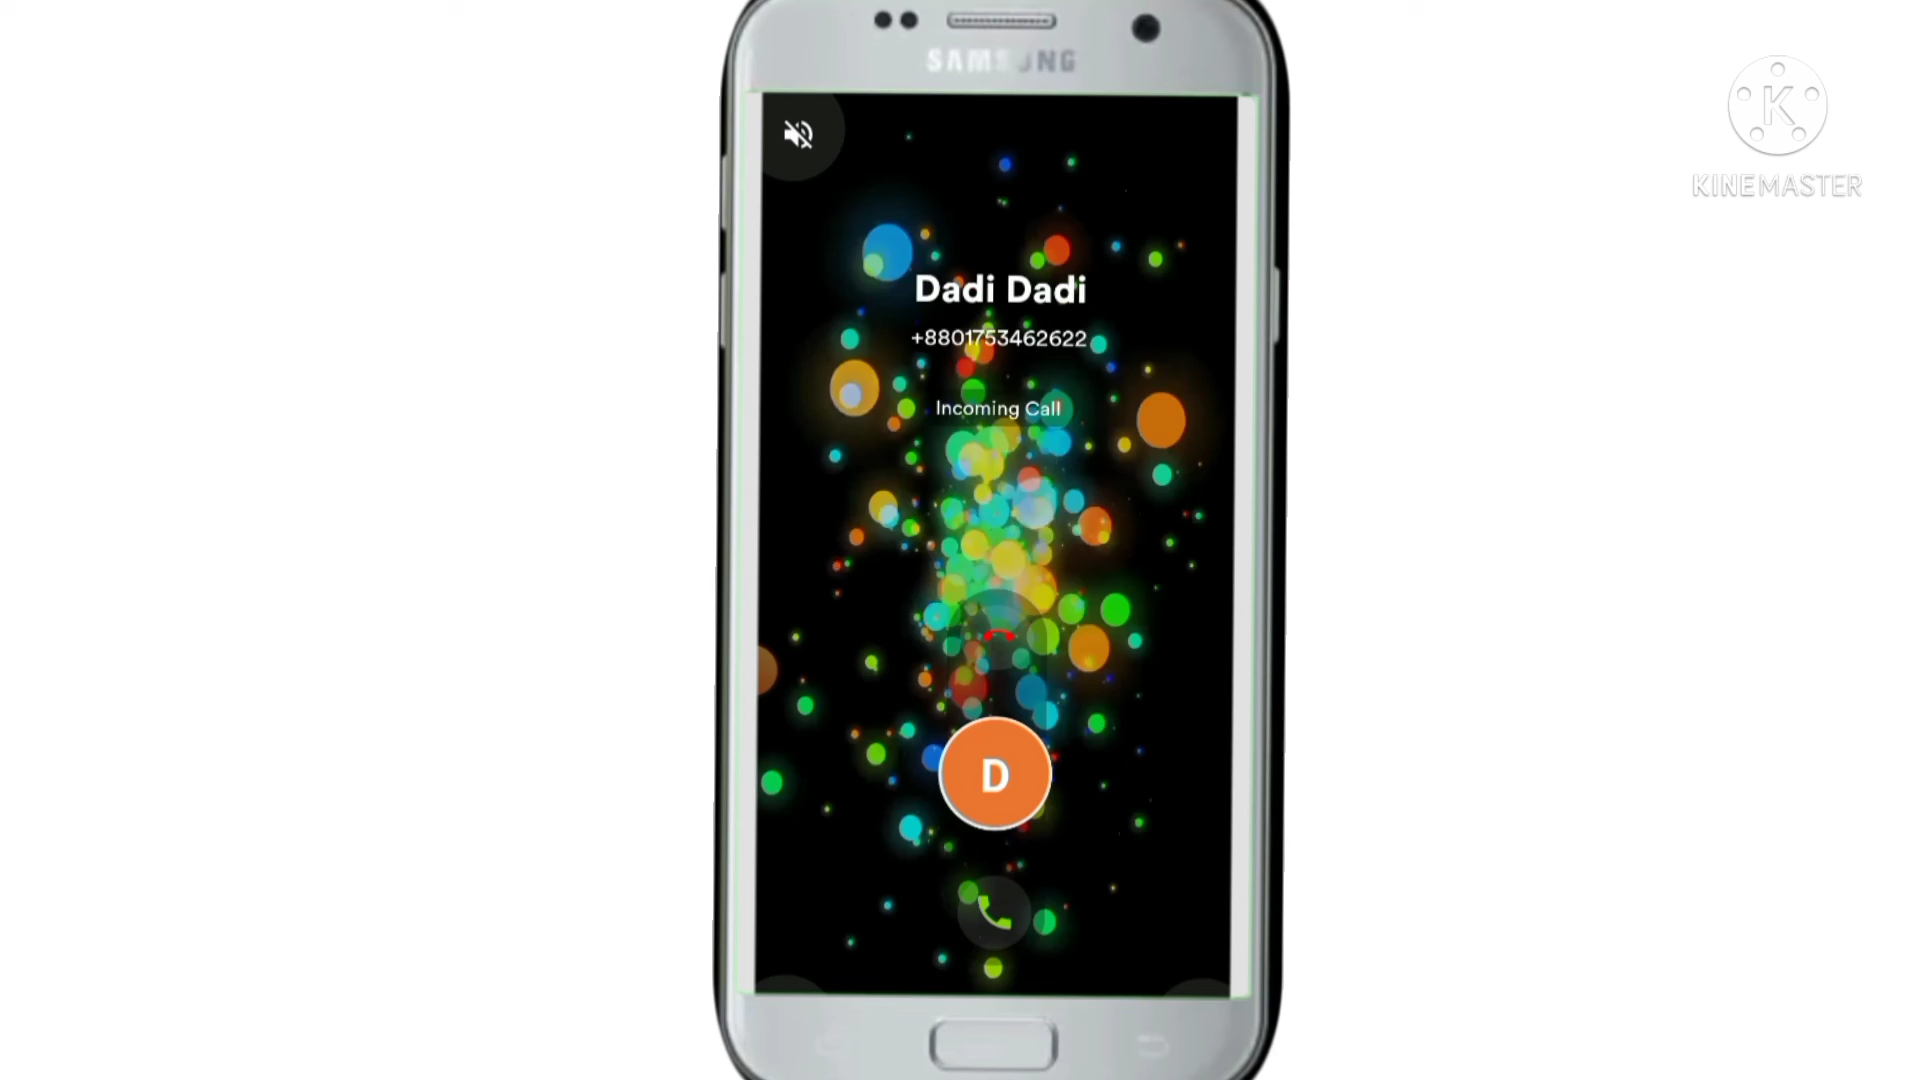 SAMSUNG
K
KINEMASTER
Dadi Dadi
+8801753462622
Incoming Call
D